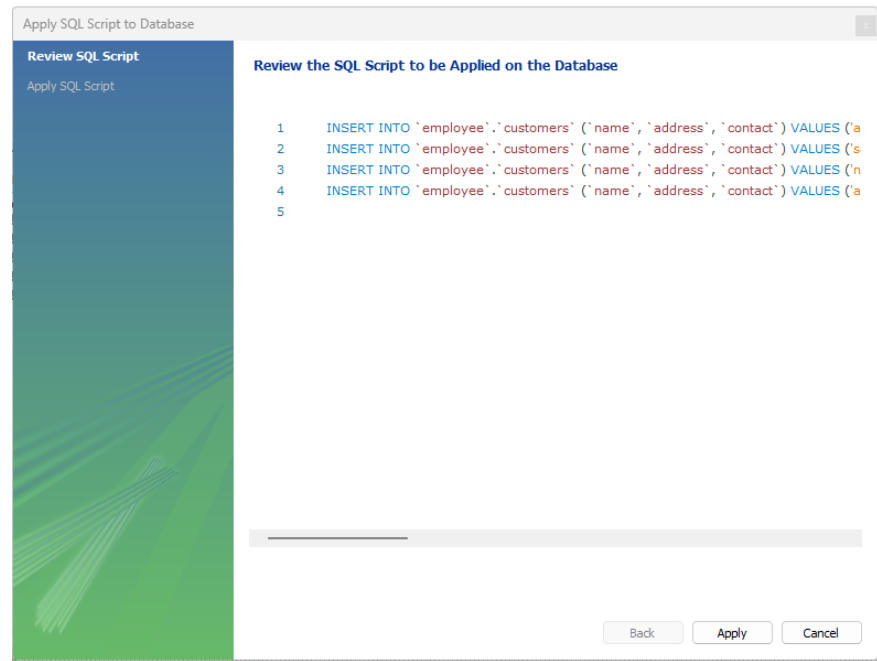 Apply SQL Script to Database
Review SQL Script
Apply SQL Script
Review the SQL Script to be Applied on the Database
1 INSERT INTO `employee`.`customers` (`name`, `address`, `contact`) VALUES ('a
2 INSERT INTO `employee`.`customers` (`name`, `address`, `contact`) VALUES ('s
3 INSERT INTO `employee`.`customers` (`name`, `address`, `contact`) VALUES ('n
4 INSERT INTO `employee`.`customers` (`name`, `address`, `contact`) VALUES ('a
5
Back Apply Cancel